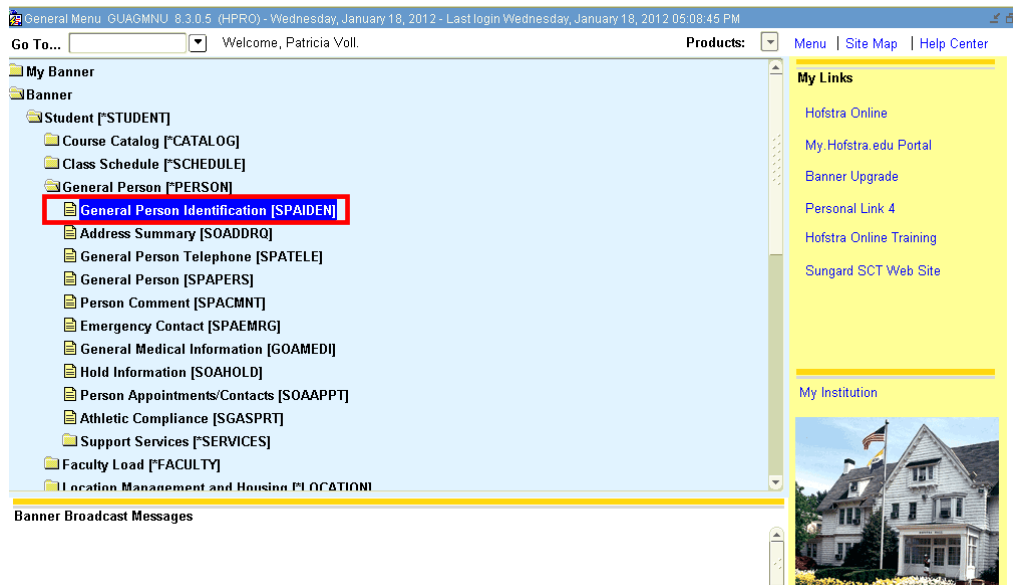 General Menu GUAGMNU 8.3.0.5 (HPRO) - Wednesday, January 18, 2012 - Last login Wednesday, January 18, 2012 05:08:45 PM
Go To... Welcome, Patricia Voll. Products: Menu | Site Map | Help Center
My Banner
Banner
Student [*STUDENT]
Course Catalog [*CATALOG]
Class Schedule [*SCHEDULE]
General Person [*PERSON]
General Person Identification [SPAIDEN]
Address Summary [SOADDRQ]
General Person Telephone [SPATELE]
General Person [SPAPERS]
Person Comment [SPACMNT]
Emergency Contact [SPAEMRG]
General Medical Information [GOAMEDI]
Hold Information [SOAHOLD]
Person Appointments/Contacts [SOAAPPT]
Athletic Compliance [SGASPRT]
Support Services [*SERVICES]
Faculty Load [*FACULTY]
Location Management and Housing [*LOCATION]
My Links
Hofstra Online
My.Hofstra.edu Portal
Banner Upgrade
Personal Link 4
Hofstra Online Training
Sungard SCT Web Site
My Institution
Banner Broadcast Messages